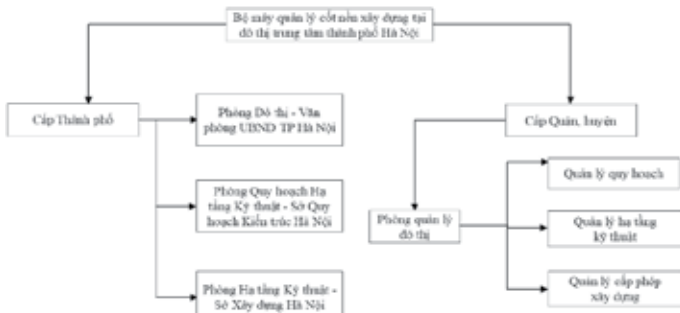 Bộ máy quản lý cốt nền xây dựng tại
đô thị trung tâm thành phố Hà Nội
Cấp Thành phố
Phòng Đô thị - Văn
phòng UBND TP Hà Nội
Phòng Quy hoạch Hạ
tầng Kỹ thuật - Sở Quy
hoạch Kiến trúc Hà Nội
Phòng Hạ tầng Kỹ thuật -
Sở Xây dựng Hà Nội
Cấp Quận, huyện
Phòng quản lý
đô thị
Quản lý quy hoạch
Quản lý hạ tầng
kỹ thuật
Quản lý cấp phép
xây dựng